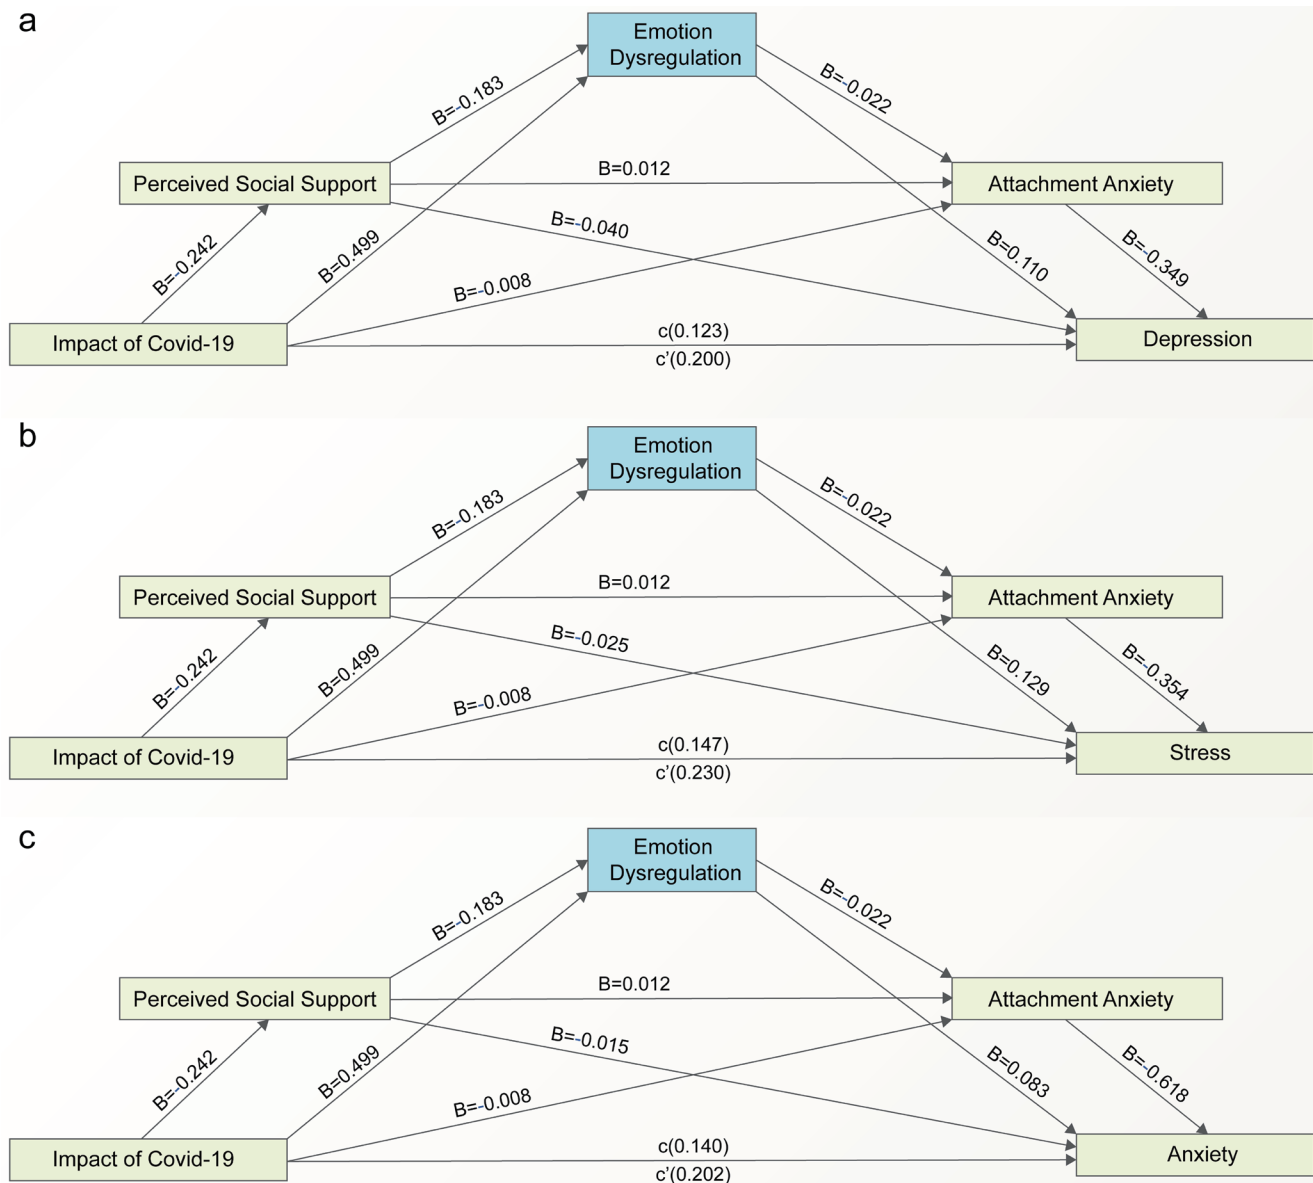 a
Emotion
Dysregulation
B=-0.183
B=-0.022
Perceived Social Support
B=0.012
Attachment Anxiety
B=-0.242
B=0.499
B=-0.040
B=0.110
B=-0.349
B=-0.008
Impact of Covid-19
c(0.123)
c’(0.200)
Depression
b
Emotion
Dysregulation
B=-0.183
B=-0.022
Perceived Social Support
B=0.012
Attachment Anxiety
B=-0.242
B=0.499
B=-0.025
B=0.129
B=-0.354
B=-0.008
Impact of Covid-19
c(0.147)
c’(0.230)
Stress
c
Emotion
Dysregulation
B=-0.183
B=-0.022
Perceived Social Support
B=0.012
Attachment Anxiety
B=-0.242
B=0.499
B=-0.015
B=0.083
B=-0.618
B=-0.008
Impact of Covid-19
c(0.140)
c’(0.202)
Anxiety